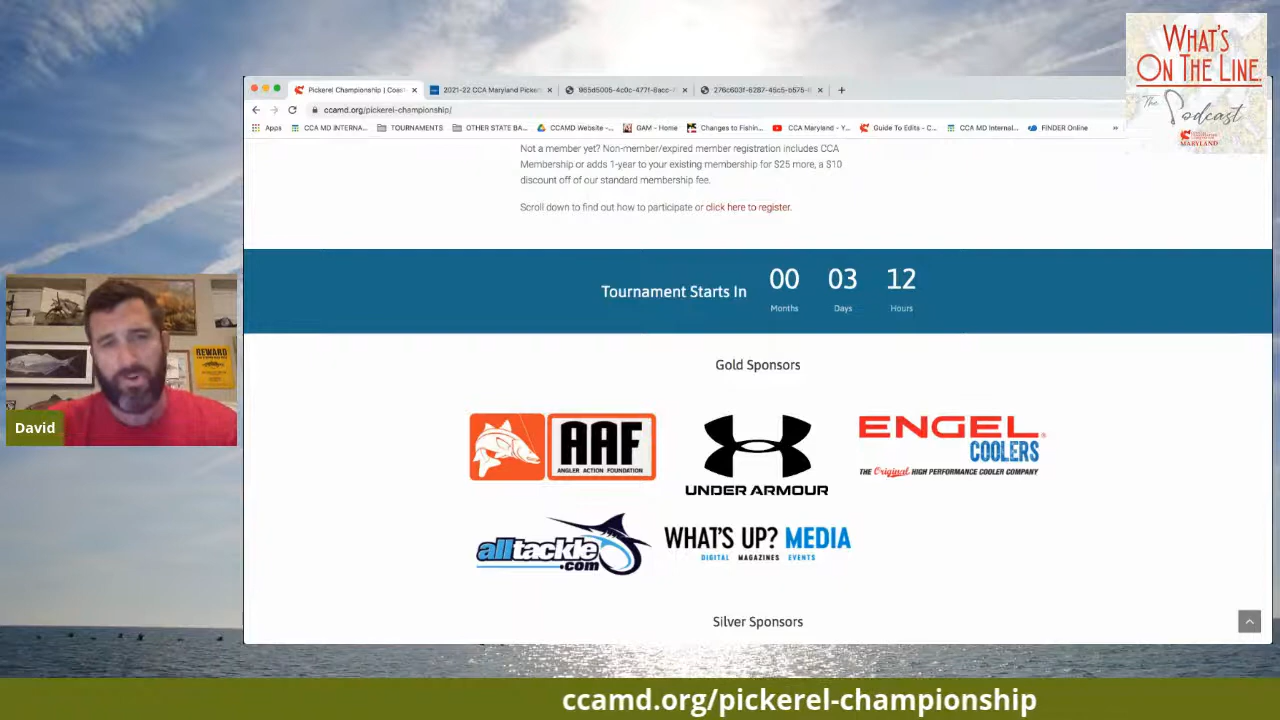 WHAT'S
ON THE LINE.
The
Podcast
MARYLAND
Pickerel Championship | Coast
2021-22 CCA Maryland Picker
ccamd.org/pickerel-championship/
Apps
CCA MD INTERNA...
TOURNAMENTS
OTHER STATE BA...
CCAMD Website -...
GAM - Home
Changes to Fishin...
CCA Maryland - Y...
Guide To Edits - C...
CCA MD Internal...
FINDER Online
»
Not a member yet? Non-member/expired member registration includes CCA
Membership or adds 1-year to your existing membership for $25 more, a $10
discount off of our standard membership fee.
Scroll down to find out how to participate or click here to register.
Tournament Starts In
00 03 12
Months Days Hours
REWARD
David
Gold Sponsors
AAF
ANGLER ACTION FOUNDATION
UNDER ARMOUR
ENGEL
COOLERS
THE Original HIGH PERFORMANCE COOLER COMPANY
alltackle
.com
WHAT'S UP? MEDIA
DIGITAL MAGAZINES EVENTS
Silver Sponsors
ccamd.org/pickerel-championship